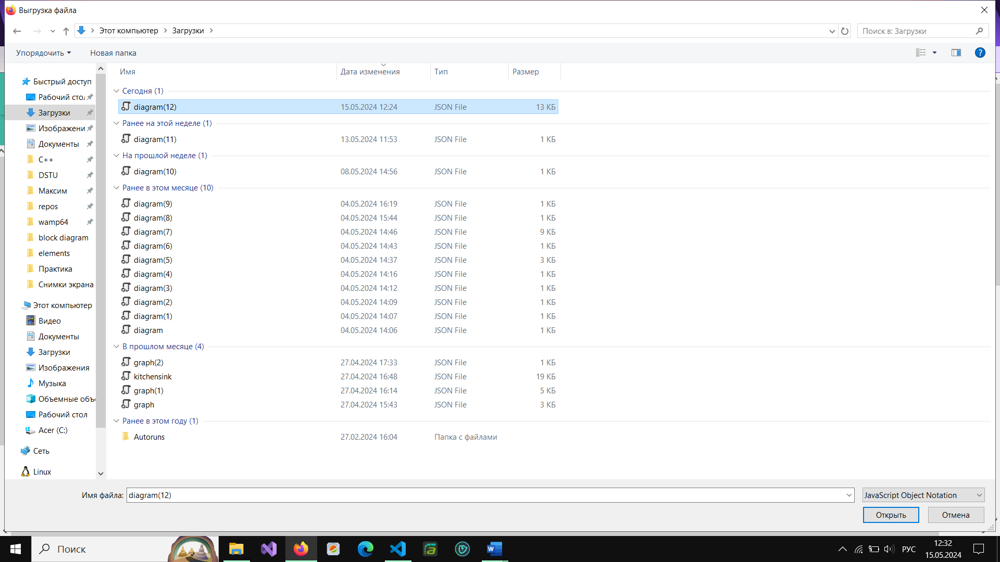 Выгрузка файла
Этот компьютер
Загрузки
Поиск в: Загрузки
Упорядочить
Новая папка
?
Быстрый доступ
Рабочий стол
Загрузки
Изображени
Документы
C++
DSTU
Максим
repos
wamp64
block diagram
elements
Практика
Снимки экрана
Этот компьютер
Видео
Документы
Загрузки
Изображения
Музыка
Объемные объе
Рабочий стол
Acer (C:)
Сеть
Linux
Имя Дата изменения Тип Размер
Сегодня (1)
diagram(12) 15.05.2024 12:24 JSON File 13 КБ
Ранее на этой неделе (1)
diagram(11) 13.05.2024 11:53 JSON File 1 КБ
На прошлой неделе (1)
diagram(10) 08.05.2024 14:56 JSON File 1 КБ
Ранее в этом месяце (10)
diagram(9) 04.05.2024 16:19 JSON File 1 КБ
diagram(8) 04.05.2024 15:44 JSON File 1 КБ
diagram(7) 04.05.2024 14:46 JSON File 9 КБ
diagram(6) 04.05.2024 14:43 JSON File 1 КБ
diagram(5) 04.05.2024 14:37 JSON File 3 КБ
diagram(4) 04.05.2024 14:16 JSON File 1 КБ
diagram(3) 04.05.2024 14:12 JSON File 1 КБ
diagram(2) 04.05.2024 14:09 JSON File 1 КБ
diagram(1) 04.05.2024 14:07 JSON File 1 КБ
diagram 04.05.2024 14:06 JSON File 1 КБ
В прошлом месяце (4)
graph(2) 27.04.2024 17:33 JSON File 1 КБ
kitchensink 27.04.2024 16:48 JSON File 19 КБ
graph(1) 27.04.2024 16:14 JSON File 5 КБ
graph 27.04.2024 15:43 JSON File 3 КБ
Ранее в этом году (1)
Autoruns 27.02.2024 16:04 Папка с файлами
Имя файла: diagram(12)
JavaScript Object Notation
Открыть
Отмена
Поиск
РУС
12:32
15.05.2024